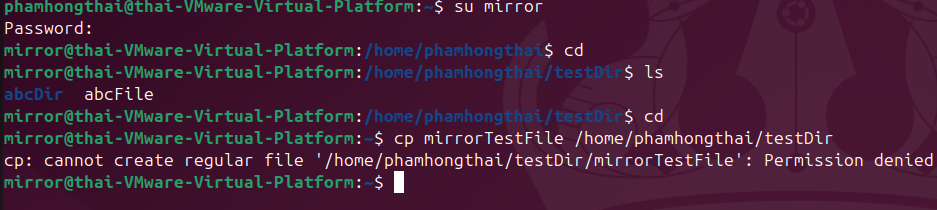 phamhongthai@thai-VMware-Virtual-Platform:~$ su mirror
Password:
mirror@thai-VMware-Virtual-Platform:/home/phamhongthai$ cd
mirror@thai-VMware-Virtual-Platform:/home/phamhongthai/testDir$ ls
abcDir  abcFile
mirror@thai-VMware-Virtual-Platform:/home/phamhongthai/testDir$ cd
mirror@thai-VMware-Virtual-Platform:~$ cp mirrorTestFile /home/phamhongthai/testDir
cp: cannot create regular file '/home/phamhongthai/testDir/mirrorTestFile': Permission denied
mirror@thai-VMware-Virtual-Platform:~$